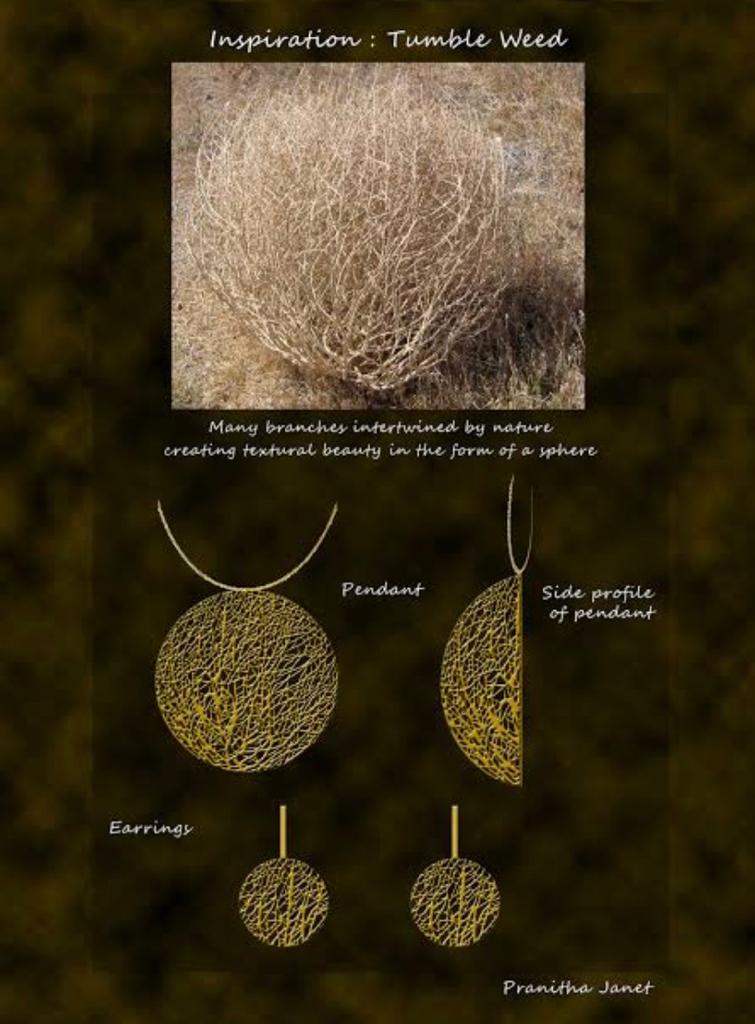 Inspiration : Tumble Weed
Many branches intertwined by nature
creating textural beauty in the form of a sphere
Pendant
Side profile
of pendant
Earrings
Pranitha Janet